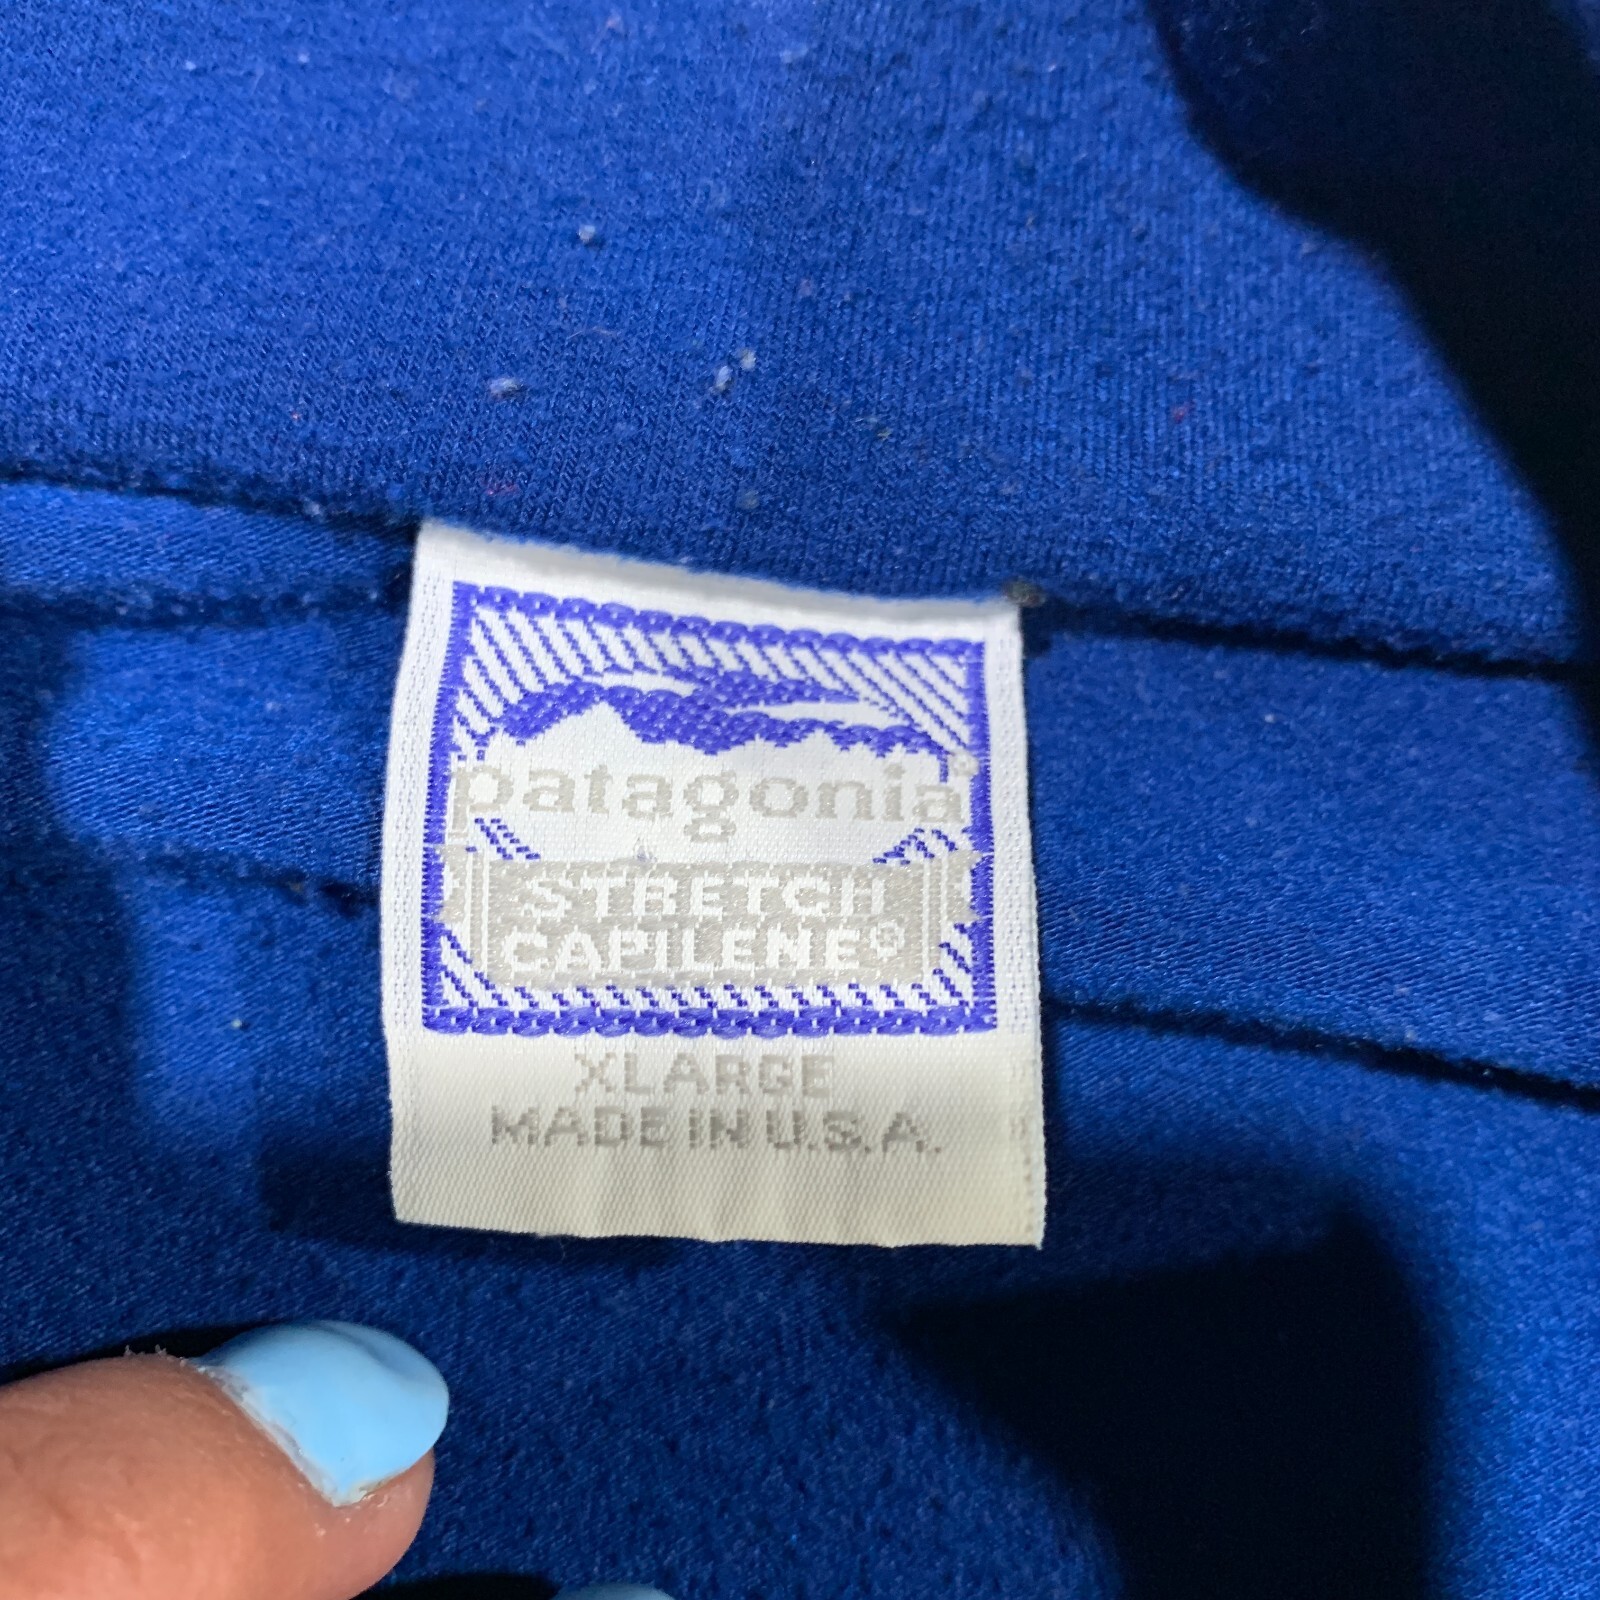 patagonia®
STRETCH
CAPILENE®
XLARGE
MADE IN U.S.A.